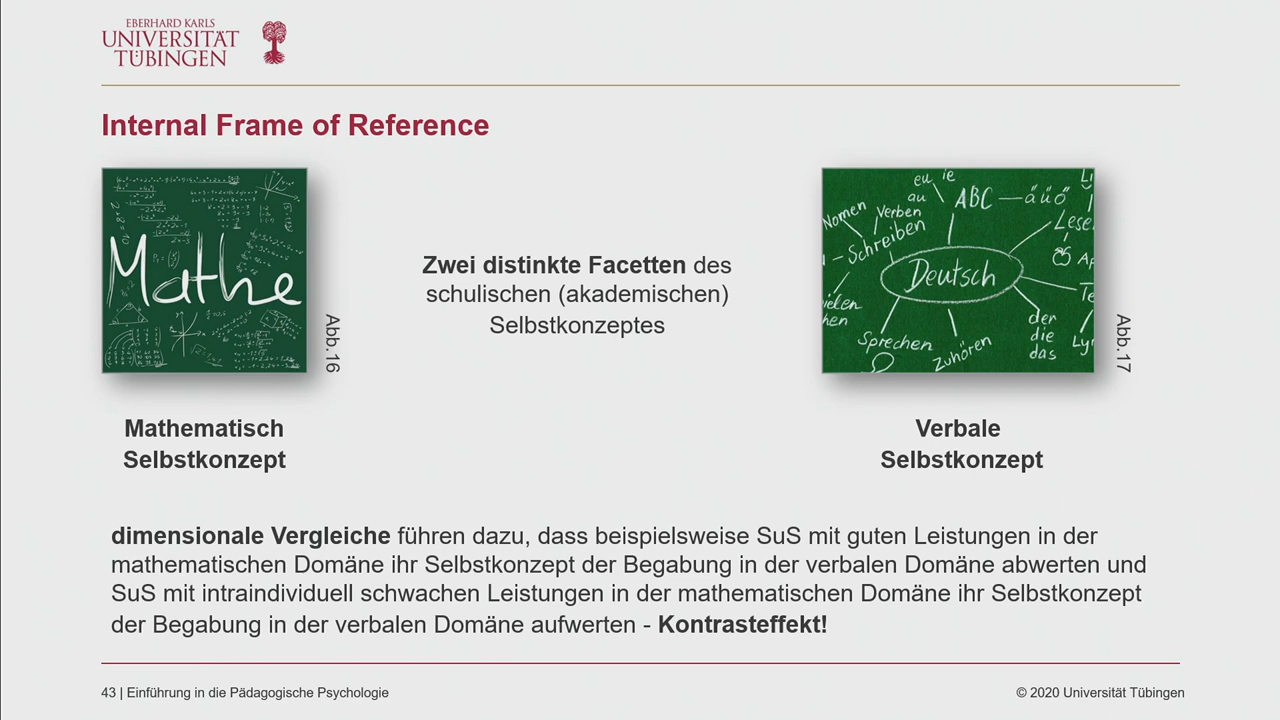 EBERHARD KARLS
UNIVERSITÄT
TÜBINGEN
Internal Frame of Reference
Mathe
Abb.16
Zwei distinkte Facetten des
schulischen (akademischen)
Selbstkonzeptes
eu ie
au
ABC
äüö
Nomen
Verben
Schreiben
Deutsch
Sprechen
Zuhören
der
die
das
Abb.17
Mathematisch
Selbstkonzept
Verbale
Selbstkonzept
dimensionale Vergleiche führen dazu, dass beispielsweise SuS mit guten Leistungen in der
mathematischen Domäne ihr Selbstkonzept der Begabung in der verbalen Domäne abwerten und
SuS mit intraindividuell schwachen Leistungen in der mathematischen Domäne ihr Selbstkonzept
der Begabung in der verbalen Domäne aufwerten - Kontrasteffekt!
43 | Einführung in die Pädagogische Psychologie
© 2020 Universität Tübingen